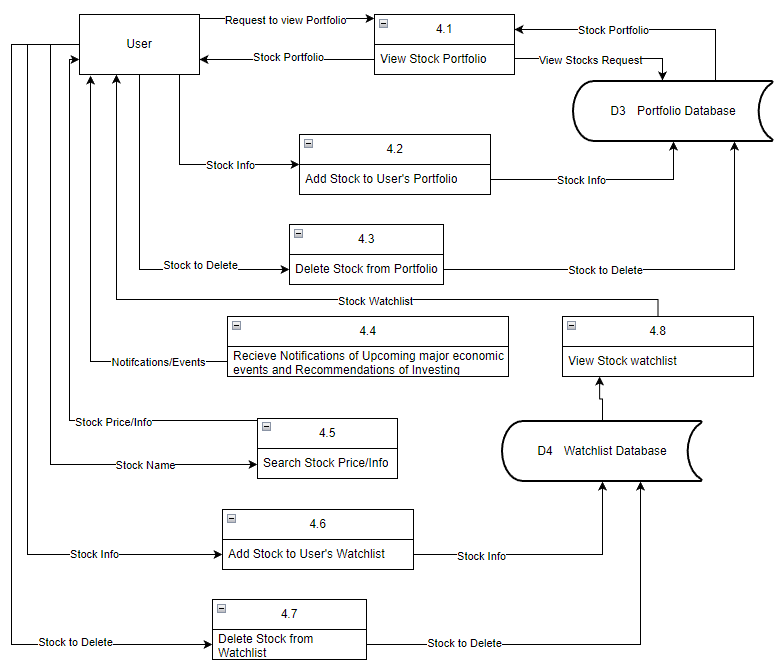 User
Request to view Portfolio
4.1
Stock Portfolio
Stock Portfolio
View Stock Portfolio
View Stocks Request
D3 Portfolio Database
4.2
Stock Info
Add Stock to User's Portfolio
Stock Info
4.3
Stock to Delete
Delete Stock from Portfolio
Stock to Delete
Stock Watchlist
4.4
4.8
Notifcations/Events
Recieve Notifications of Upcoming major economic
events and Recommendations of Investing
View Stock watchlist
Stock Price/Info
4.5
Stock Name
Search Stock Price/Info
D4 Watchlist Database
4.6
Stock Info
Add Stock to User's Watchlist
Stock Info
4.7
Stock to Delete
Delete Stock from
Watchlist
Stock to Delete